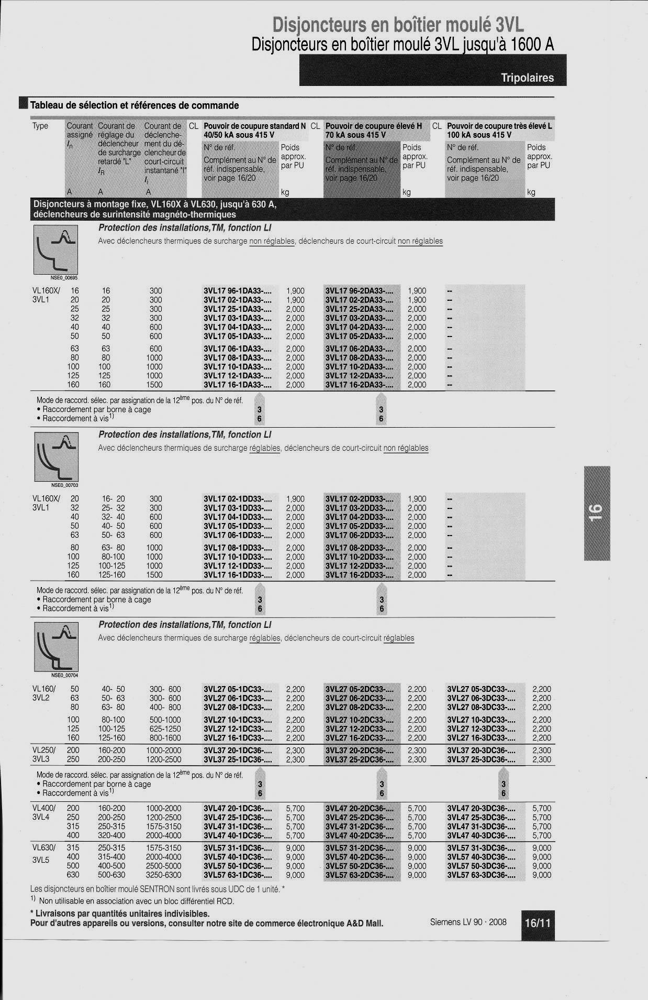 Disjoncteurs en boîtier moulé 3VL
Disjoncteurs en boîtier moulé 3VL jusqu'à 1600 A
Tripolaires
Tableau de sélection et références de commande
Type Courant assigné In A Courant de réglage du déclencheur de surcharge retardé "L" IR A Courant de déclenche-ment du dé-clencheur de court-circuit instantané "I" Ii A CL Pouvoir de coupure standard N 40/50 kA sous 415 V CL Pouvoir de coupure élevé H 70 kA sous 415 V CL Pouvoir de coupure très élevé L 100 kA sous 415 V
N° de réf. Complément au N° de réf. indispensable, voir page 16/20 Poids approx. par PU kg N° de réf. Complément au N° de réf. indispensable, voir page 16/20 Poids approx. par PU kg N° de réf. Complément au N° de réf. indispensable, voir page 16/20 Poids approx. par PU kg
Disjoncteurs à montage fixe, VL160X à VL630, jusqu'à 630 A,
déclencheurs de surintensité magnéto-thermiques
Protection des installations, TM, fonction LI
Avec déclencheurs thermiques de surcharge non réglables, déclencheurs de court-circuit non réglables
NSE0_00695
VL160X/ 16 16 300 3VL17 96-1DA33-.... 1,900 3VL17 96-2DA33-.... 1,900 --
3VL1 20 20 300 3VL17 02-1DA33-.... 1,900 3VL17 02-2DA33-.... 1,900 --
25 25 300 3VL17 25-1DA33-.... 2,000 3VL17 25-2DA33-.... 2,000 --
32 32 300 3VL17 03-1DA33-.... 2,000 3VL17 03-2DA33-.... 2,000 --
40 40 600 3VL17 04-1DA33-.... 2,000 3VL17 04-2DA33-.... 2,000 --
50 50 600 3VL17 05-1DA33-.... 2,000 3VL17 05-2DA33-.... 2,000 --
63 63 600 3VL17 06-1DA33-.... 2,000 3VL17 06-2DA33-.... 2,000 --
80 80 1000 3VL17 08-1DA33-.... 2,000 3VL17 08-2DA33-.... 2,000 --
100 100 1000 3VL17 10-1DA33-.... 2,000 3VL17 10-2DA33-.... 2,000 --
125 125 1000 3VL17 12-1DA33-.... 2,000 3VL17 12-2DA33-.... 2,000 --
160 160 1500 3VL17 16-1DA33-.... 2,000 3VL17 16-2DA33-.... 2,000 --
Mode de raccord. sélec. par assignation de la 12ème pos. du N° de réf.
• Raccordement par borne à cage 3 3
• Raccordement à vis1) 6 6
Protection des installations, TM, fonction LI
Avec déclencheurs thermiques de surcharge réglables, déclencheurs de court-circuit non réglables
NSE0_00703
VL160X/ 20 16- 20 300 3VL17 02-1DD33-.... 1,900 3VL17 02-2DD33-.... 1,900 --
3VL1 32 25- 32 300 3VL17 03-1DD33-.... 2,000 3VL17 03-2DD33-.... 2,000 --
40 32- 40 600 3VL17 04-1DD33-.... 2,000 3VL17 04-2DD33-.... 2,000 --
50 40- 50 600 3VL17 05-1DD33-.... 2,000 3VL17 05-2DD33-.... 2,000 --
63 50- 63 600 3VL17 06-1DD33-.... 2,000 3VL17 06-2DD33-.... 2,000 --
80 63- 80 1000 3VL17 08-1DD33-.... 2,000 3VL17 08-2DD33-.... 2,000 --
100 80-100 1000 3VL17 10-1DD33-.... 2,000 3VL17 10-2DD33-.... 2,000 --
125 100-125 1000 3VL17 12-1DD33-.... 2,000 3VL17 12-2DD33-.... 2,000 --
160 125-160 1500 3VL17 16-1DD33-.... 2,000 3VL17 16-2DD33-.... 2,000 --
Mode de raccord. sélec. par assignation de la 12ème pos. du N° de réf.
• Raccordement par borne à cage 3 3
• Raccordement à vis1) 6 6
Protection des installations, TM, fonction LI
Avec déclencheurs thermiques de surcharge réglables, déclencheurs de court-circuit réglables
NSE0_00704
VL160/ 50 40- 50 300- 600 3VL27 05-1DC33-.... 2,200 3VL27 05-2DC33-.... 2,200 3VL27 05-3DC33-.... 2,200
3VL2 63 50- 63 300- 600 3VL27 06-1DC33-.... 2,200 3VL27 06-2DC33-.... 2,200 3VL27 06-3DC33-.... 2,200
80 63- 80 400- 800 3VL27 08-1DC33-.... 2,200 3VL27 08-2DC33-.... 2,200 3VL27 08-3DC33-.... 2,200
100 80-100 500-1000 3VL27 10-1DC33-.... 2,200 3VL27 10-2DC33-.... 2,200 3VL27 10-3DC33-.... 2,200
125 100-125 625-1250 3VL27 12-1DC33-.... 2,200 3VL27 12-2DC33-.... 2,200 3VL27 12-3DC33-.... 2,200
160 125-160 800-1600 3VL27 16-1DC33-.... 2,200 3VL27 16-2DC33-.... 2,200 3VL27 16-3DC33-.... 2,200
VL250/ 200 160-200 1000-2000 3VL37 20-1DC36-.... 2,300 3VL37 20-2DC36-.... 2,300 3VL37 20-3DC36-.... 2,300
3VL3 250 200-250 1200-2500 3VL37 25-1DC36-.... 2,300 3VL37 25-2DC36-.... 2,300 3VL37 25-3DC36-.... 2,300
Mode de raccord. sélec. par assignation de la 12ème pos. du N° de réf.
• Raccordement par borne à cage 3 3 3
• Raccordement à vis1) 6 6 6
VL400/ 200 160-200 1000-2000 3VL47 20-1DC36-.... 5,700 3VL47 20-2DC36-.... 5,700 3VL47 20-3DC36-.... 5,700
3VL4 250 200-250 1200-2500 3VL47 25-1DC36-.... 5,700 3VL47 25-2DC36-.... 5,700 3VL47 25-3DC36-.... 5,700
315 250-315 1575-3150 3VL47 31-1DC36-.... 5,700 3VL47 31-2DC36-.... 5,700 3VL47 31-3DC36-.... 5,700
400 320-400 2000-4000 3VL47 40-1DC36-.... 5,700 3VL47 40-2DC36-.... 5,700 3VL47 40-3DC36-.... 5,700
VL630/ 315 250-315 1575-3150 3VL57 31-1DC36-.... 9,000 3VL57 31-2DC36-.... 9,000 3VL57 31-3DC36-.... 9,000
3VL5 400 315-400 2000-4000 3VL57 40-1DC36-.... 9,000 3VL57 40-2DC36-.... 9,000 3VL57 40-3DC36-.... 9,000
500 400-500 2500-5000 3VL57 50-1DC36-.... 9,000 3VL57 50-2DC36-.... 9,000 3VL57 50-3DC36-.... 9,000
630 500-630 3250-6300 3VL57 63-1DC36-.... 9,000 3VL57 63-2DC36-.... 9,000 3VL57 63-3DC36-.... 9,000
Les disjoncteurs en boîtier moulé SENTRON sont livrés sous UDC de 1 unité. *
1) Non utilisable en association avec un bloc différentiel RCD.
* Livraisons par quantités unitaires indivisibles.
Pour d'autres appareils ou versions, consulter notre site de commerce électronique A&D Mall.
Siemens LV 90 · 2008 16/11
16